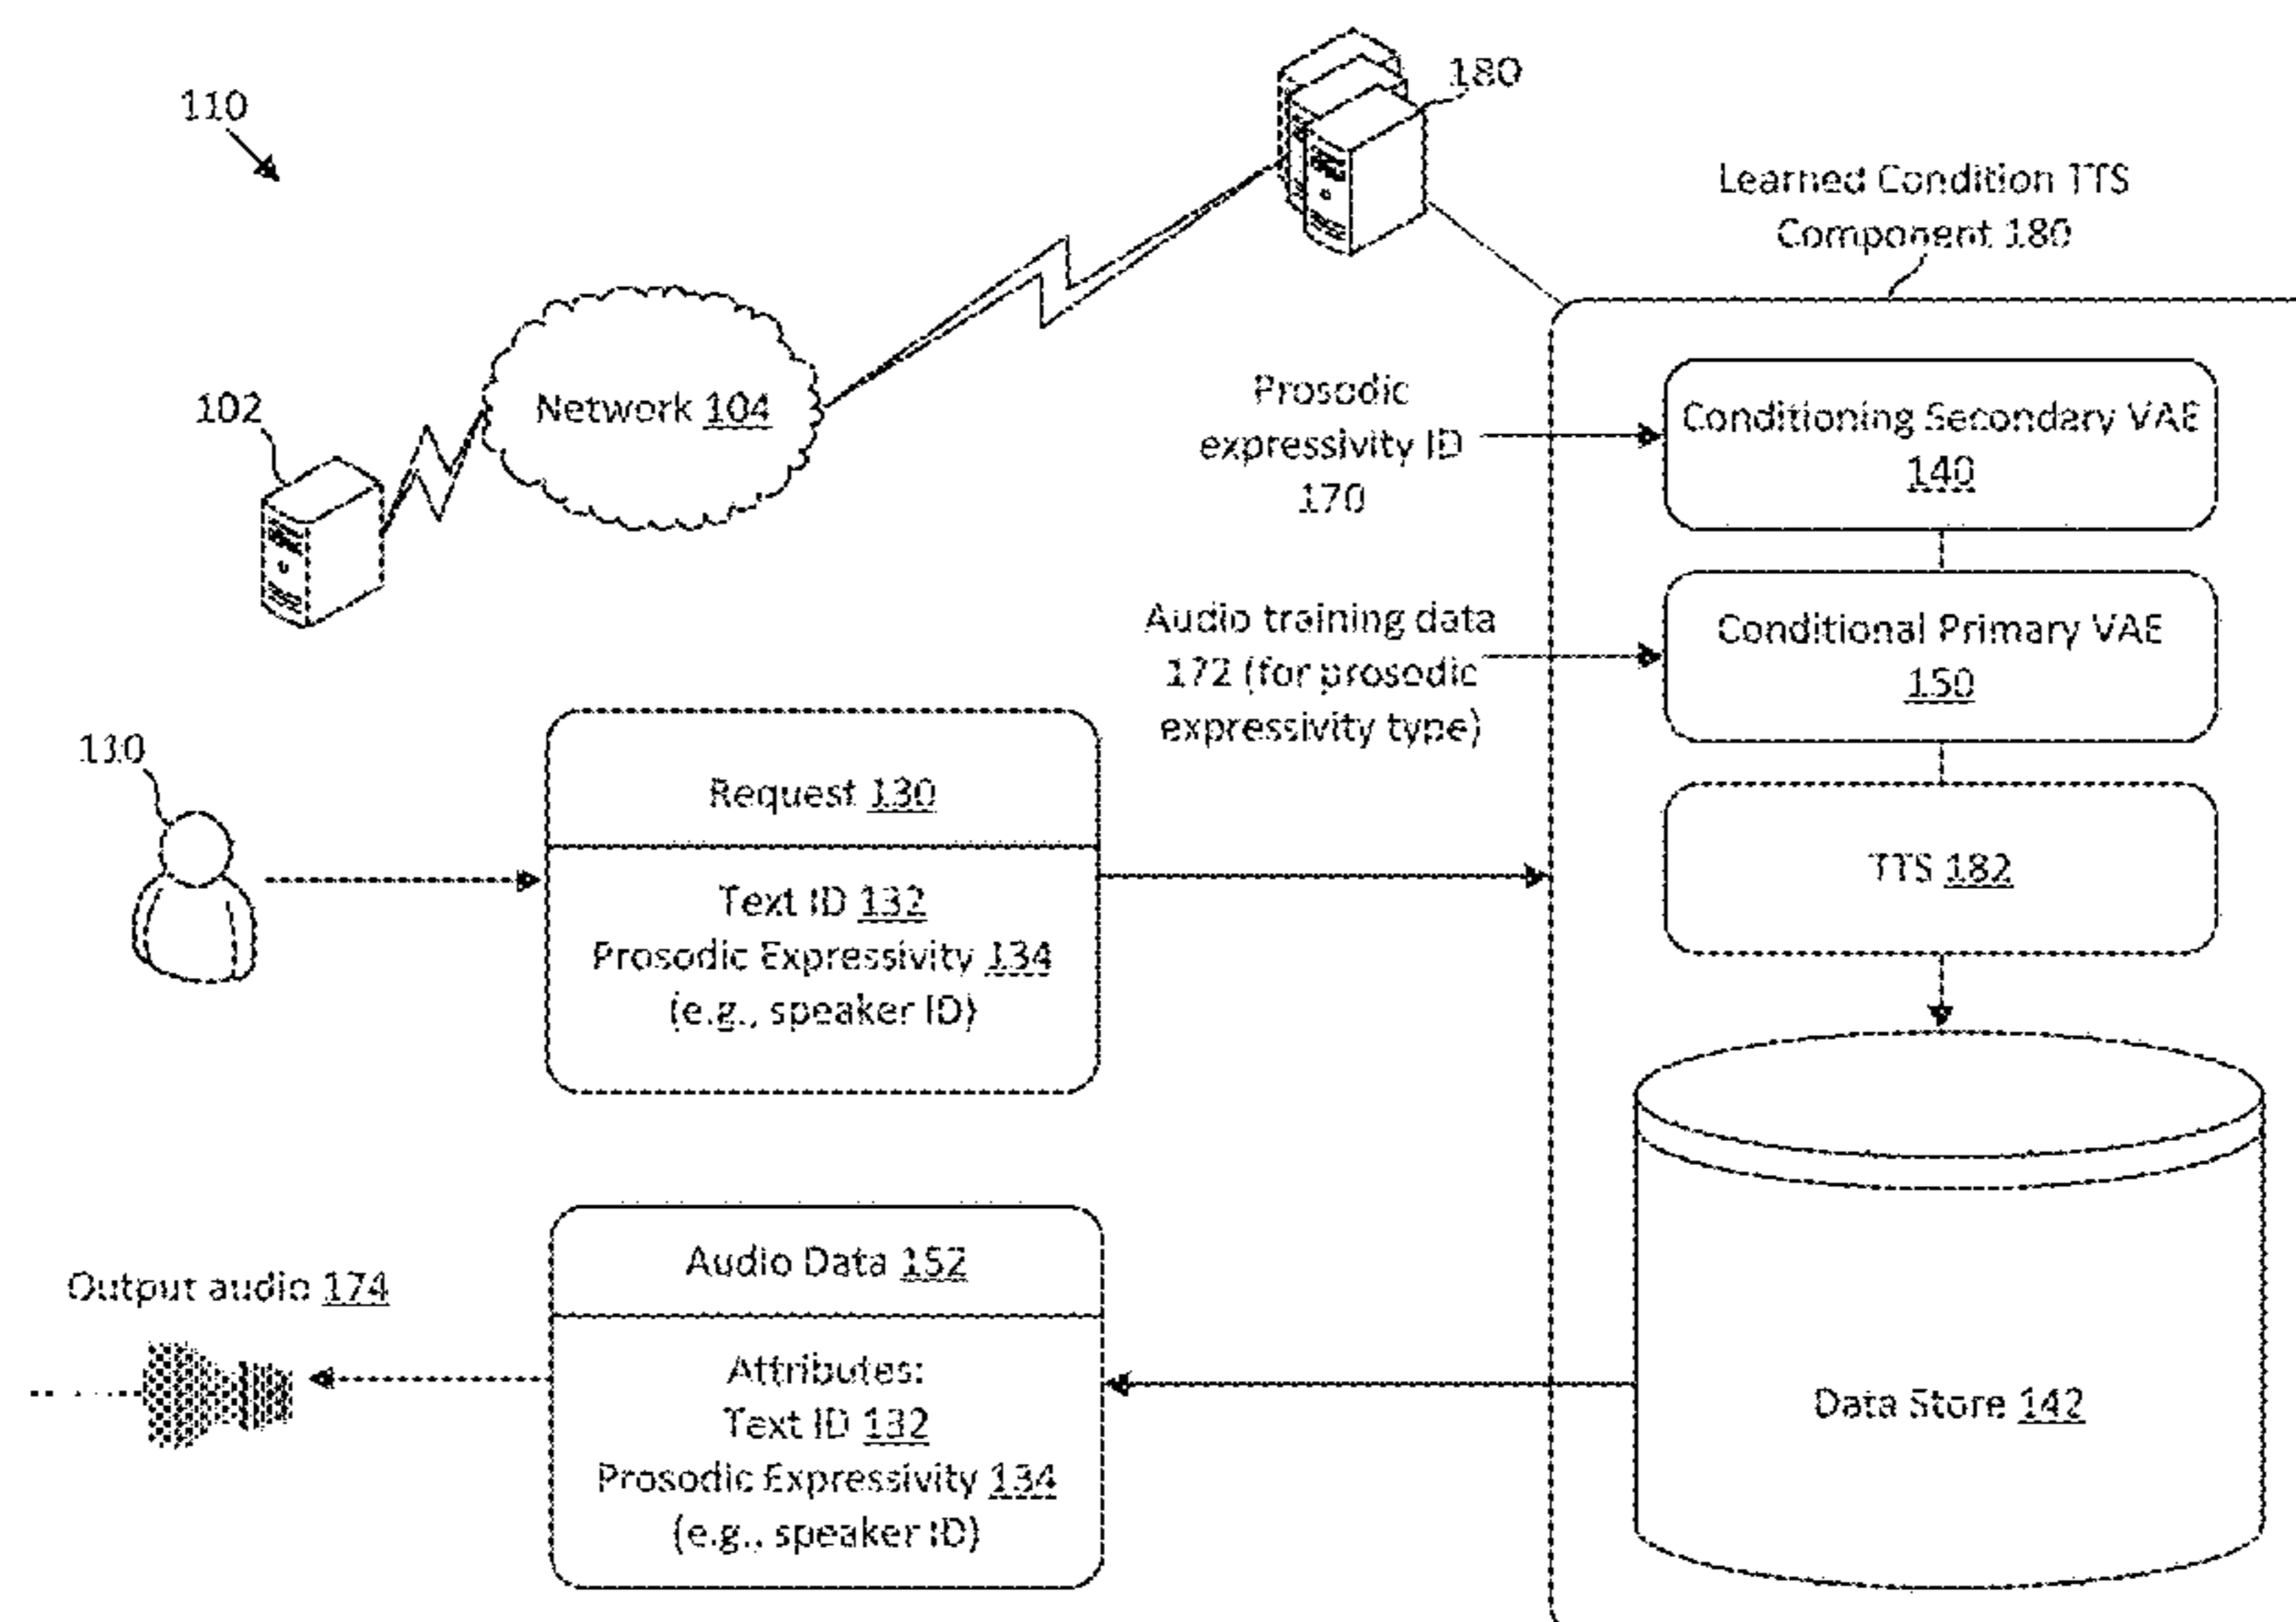 110
180
Learned Condition TTS
Component 180
102
Network 104
Prosodic
expressivity ID
170
Conditioning Secondary VAE
140
Audio training data
172 (for prosodic
expressivity type)
Conditional Primary VAE
150
110
Request 130
Text ID 132
Prosodic Expressivity 134
(e.g., speaker ID)
TTS 182
Output audio 174
Audio Data 152
Attributes:
Text ID 132
Prosodic Expressivity 134
(e.g., speaker ID)
Data Store 142